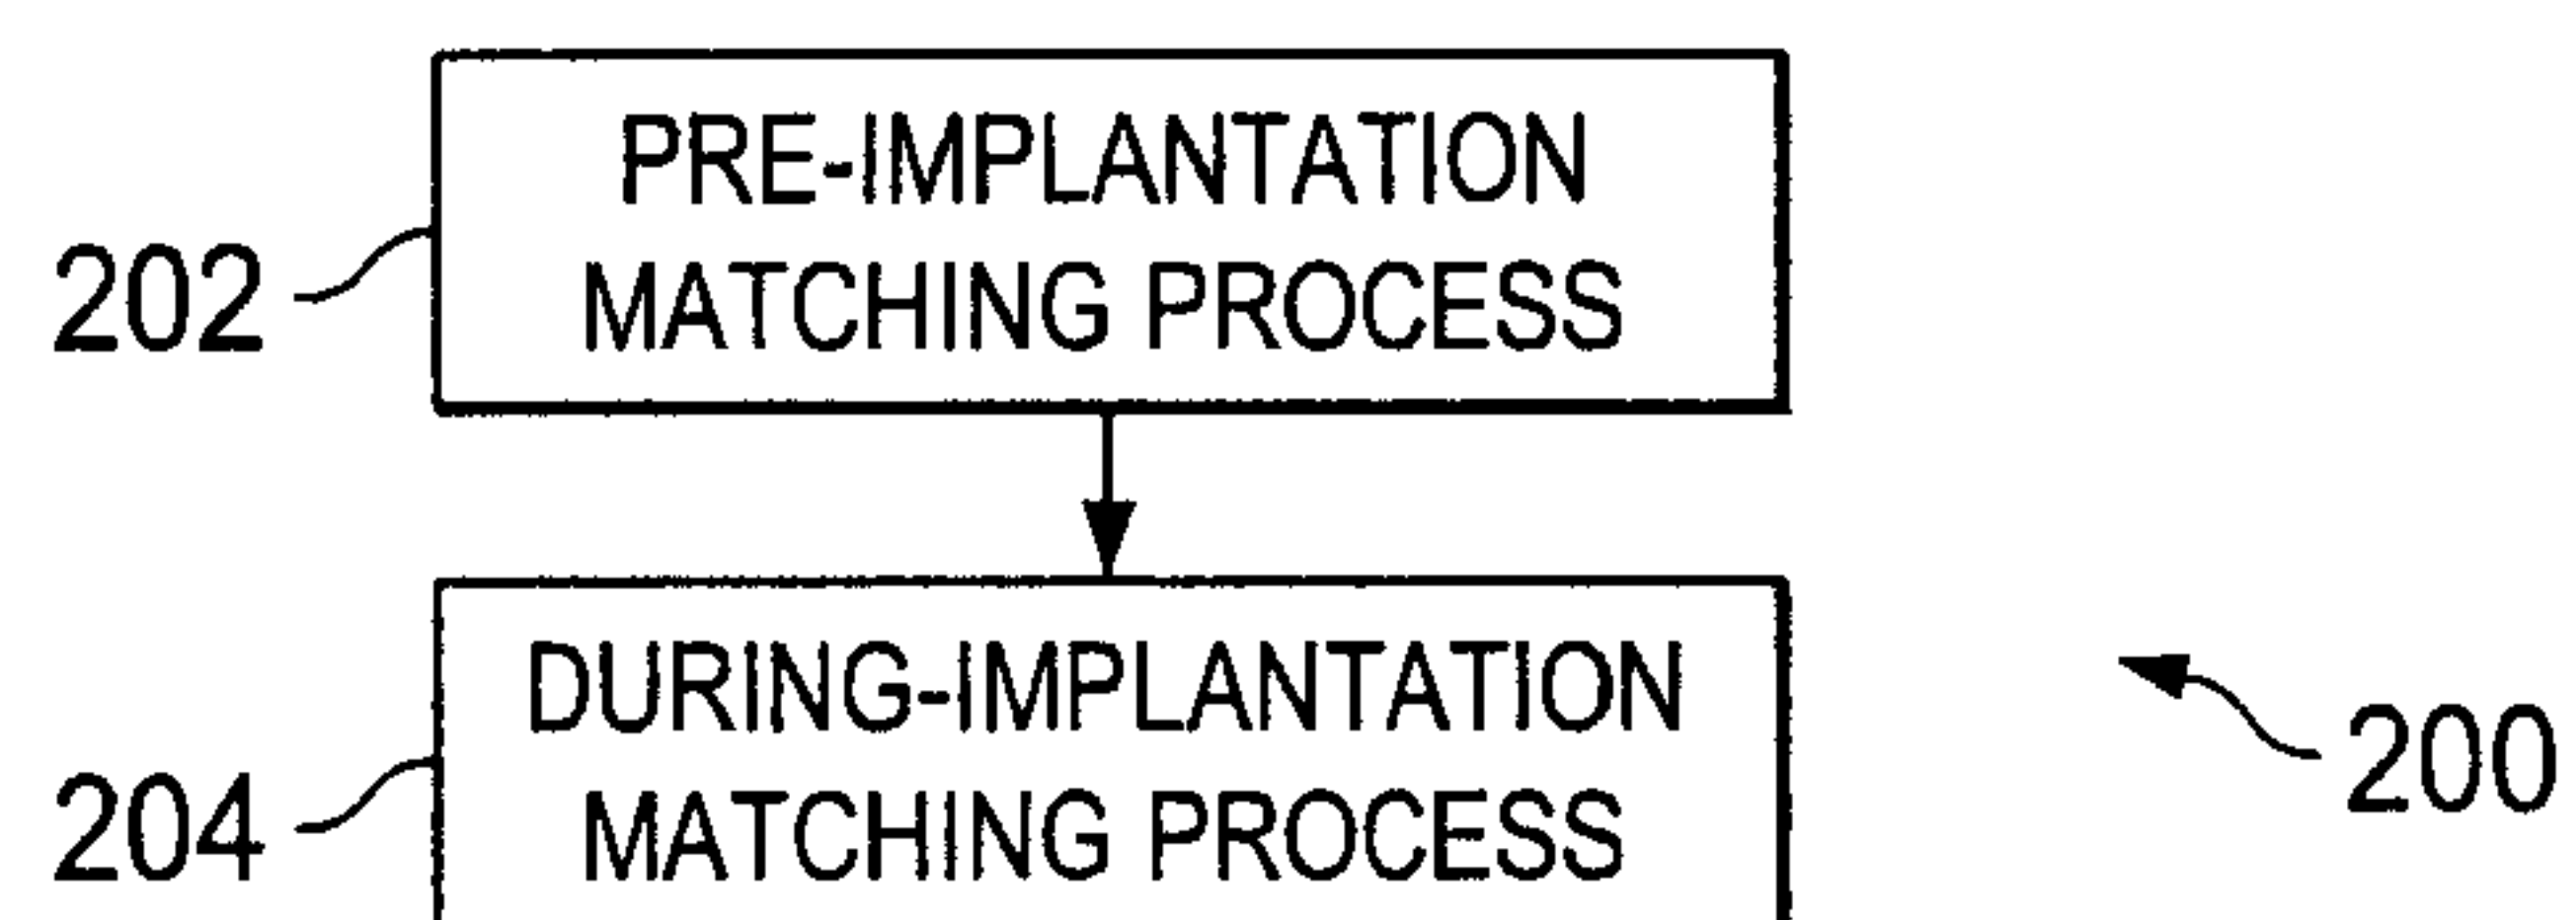 PRE-IMPLANTATION
MATCHING PROCESS
202
DURING-IMPLANTATION
MATCHING PROCESS
204
200